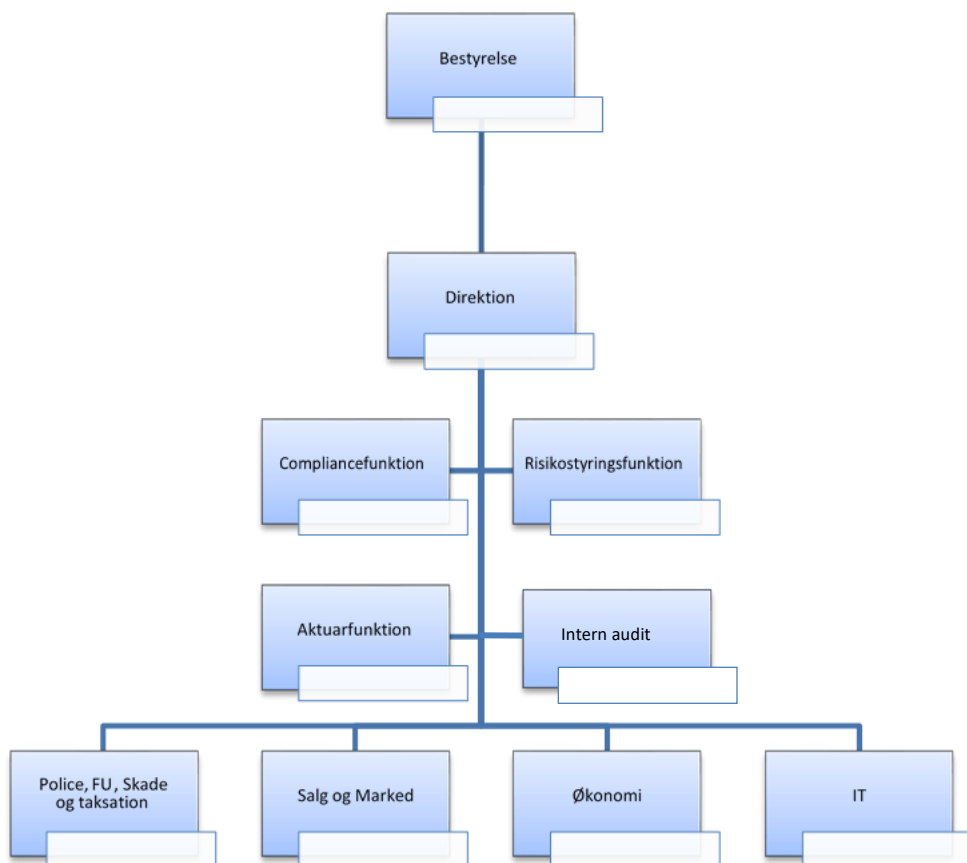 Bestyrelse
Direktion
Compliancefunktion
Risikostyringsfunktion
Aktuarfunktion
Intern audit
Police, FU, Skade
og taksation
Salg og Marked
Økonomi
IT